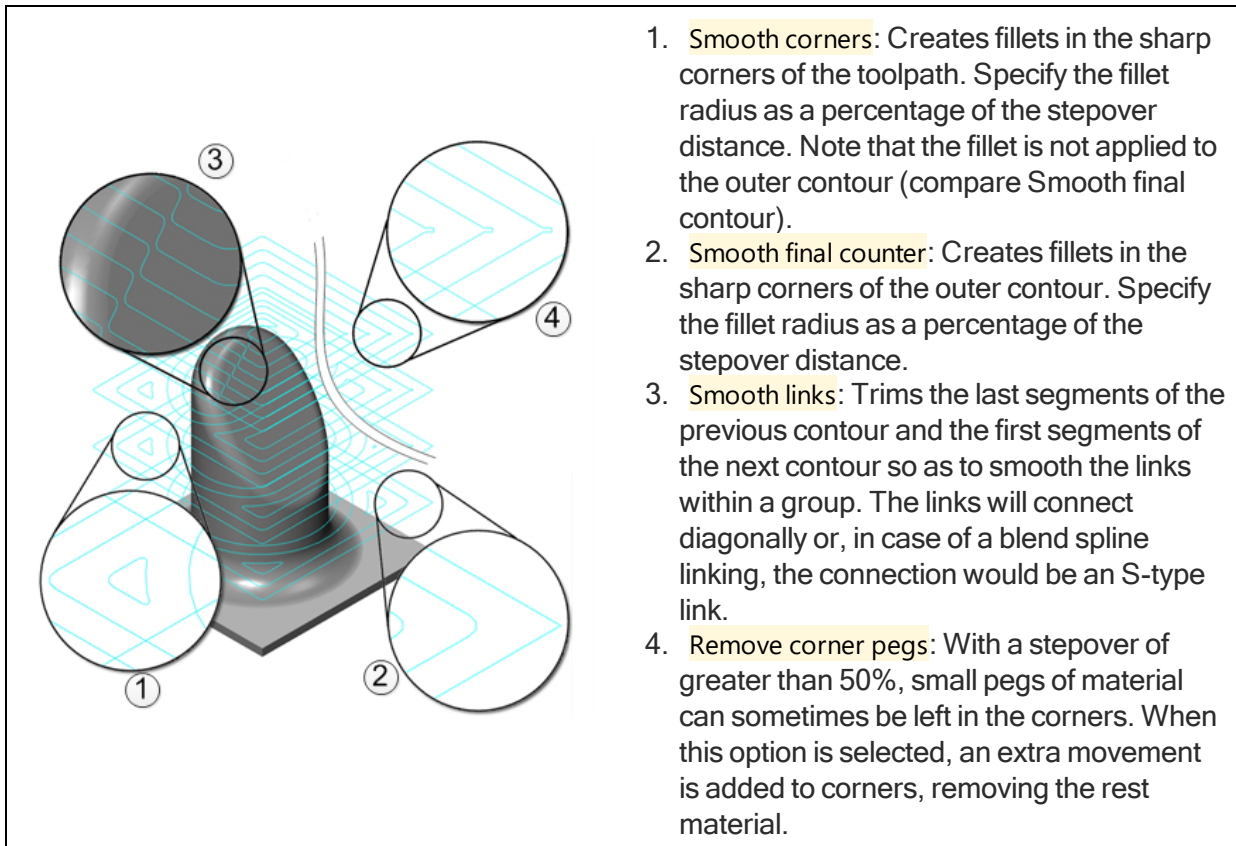 3
4
1
2
1. Smooth corners: Creates fillets in the sharp
corners of the toolpath. Specify the fillet
radius as a percentage of the stepover
distance. Note that the fillet is not applied to
the outer contour (compare Smooth final
contour).
2. Smooth final counter: Creates fillets in the
sharp corners of the outer contour. Specify
the fillet radius as a percentage of the
stepover distance.
3. Smooth links: Trims the last segments of the
previous contour and the first segments of
the next contour so as to smooth the links
within a group. The links will connect
diagonally or, in case of a blend spline
linking, the connection would be an S-type
link.
4. Remove corner pegs: With a stepover of
greater than 50%, small pegs of material
can sometimes be left in the corners. When
this option is selected, an extra movement
is added to corners, removing the rest
material.